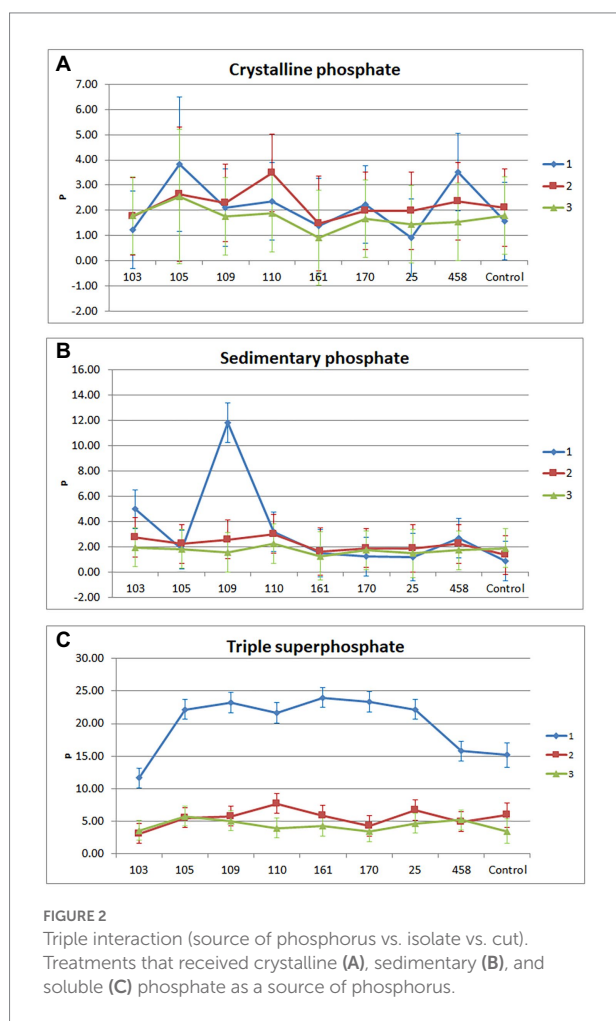 A
Crystalline phosphate
7.00
6.00
5.00
4.00
3.00
2.00
1.00
0.00
-1.00
-2.00
P
103 105 109 110 161 170 25 458 Control
1
2
3
B
Sedimentary phosphate
16.00
14.00
12.00
10.00
8.00
6.00
4.00
2.00
0.00
-2.00
P
103 105 109 110 161 170 25 458 Control
1
2
3
C
Triple superphosphate
30.00
25.00
20.00
15.00
10.00
5.00
0.00
P
103 105 109 110 161 170 25 458 Control
1
2
3
FIGURE 2
Triple interaction (source of phosphorus vs. isolate vs. cut).
Treatments that received crystalline (A), sedimentary (B), and
soluble (C) phosphate as a source of phosphorus.